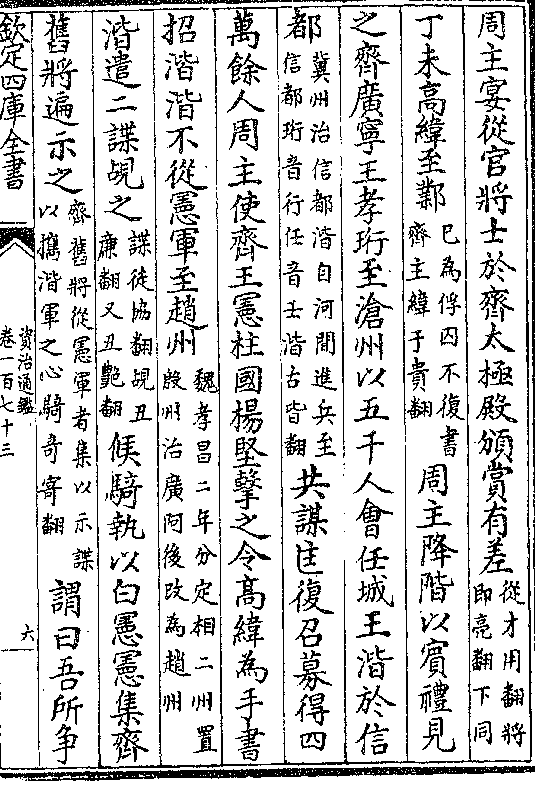 周主宴從官將士於齊太極殿頒賞有差從才用翻將即亮翻下同
丁未高緯至鄴已為俘囚不復書齊主緯于貴翻周主降階以賓禮見
之齊廣寧王孝珩至滄州以五千人會任城王湝於信
都冀州治信都湝自河間進兵至信都珩音行任音壬湝古皆翻共謀匡復召募得四
萬餘人周主使齊王憲柱國楊堅擊之令高緯為手書
招湝湝不從憲軍至趙州魏孝昌二年分定相二州置殷州治廣阿後改為趙州
湝遣二諜覘之諜徒協翻覘丑廉翻又丑艷翻候騎執以白憲憲集齊
舊將遍示之齊舊將從憲軍者集以示諜以攜湝軍之心騎奇寄翻謂曰吾所爭
欽定四庫全書
資治通鑑
卷一百七十三
六